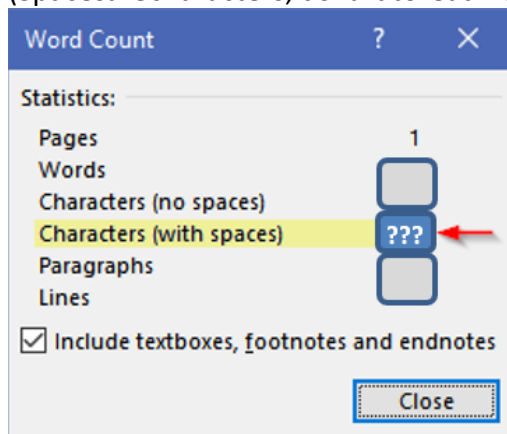 Word Count ? ×
Statistics:
Pages 1
Words
Characters (no spaces)
Characters (with spaces) ???
Paragraphs
Lines
Include textboxes, footnotes and endnotes
Close